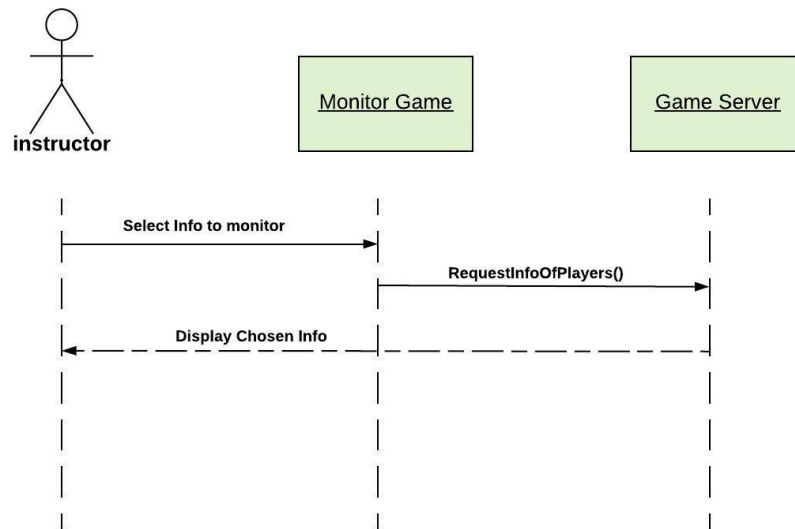 Monitor Game
Game Server
instructor
Select Info to monitor
RequestInfoOfPlayers()
Display Chosen Info